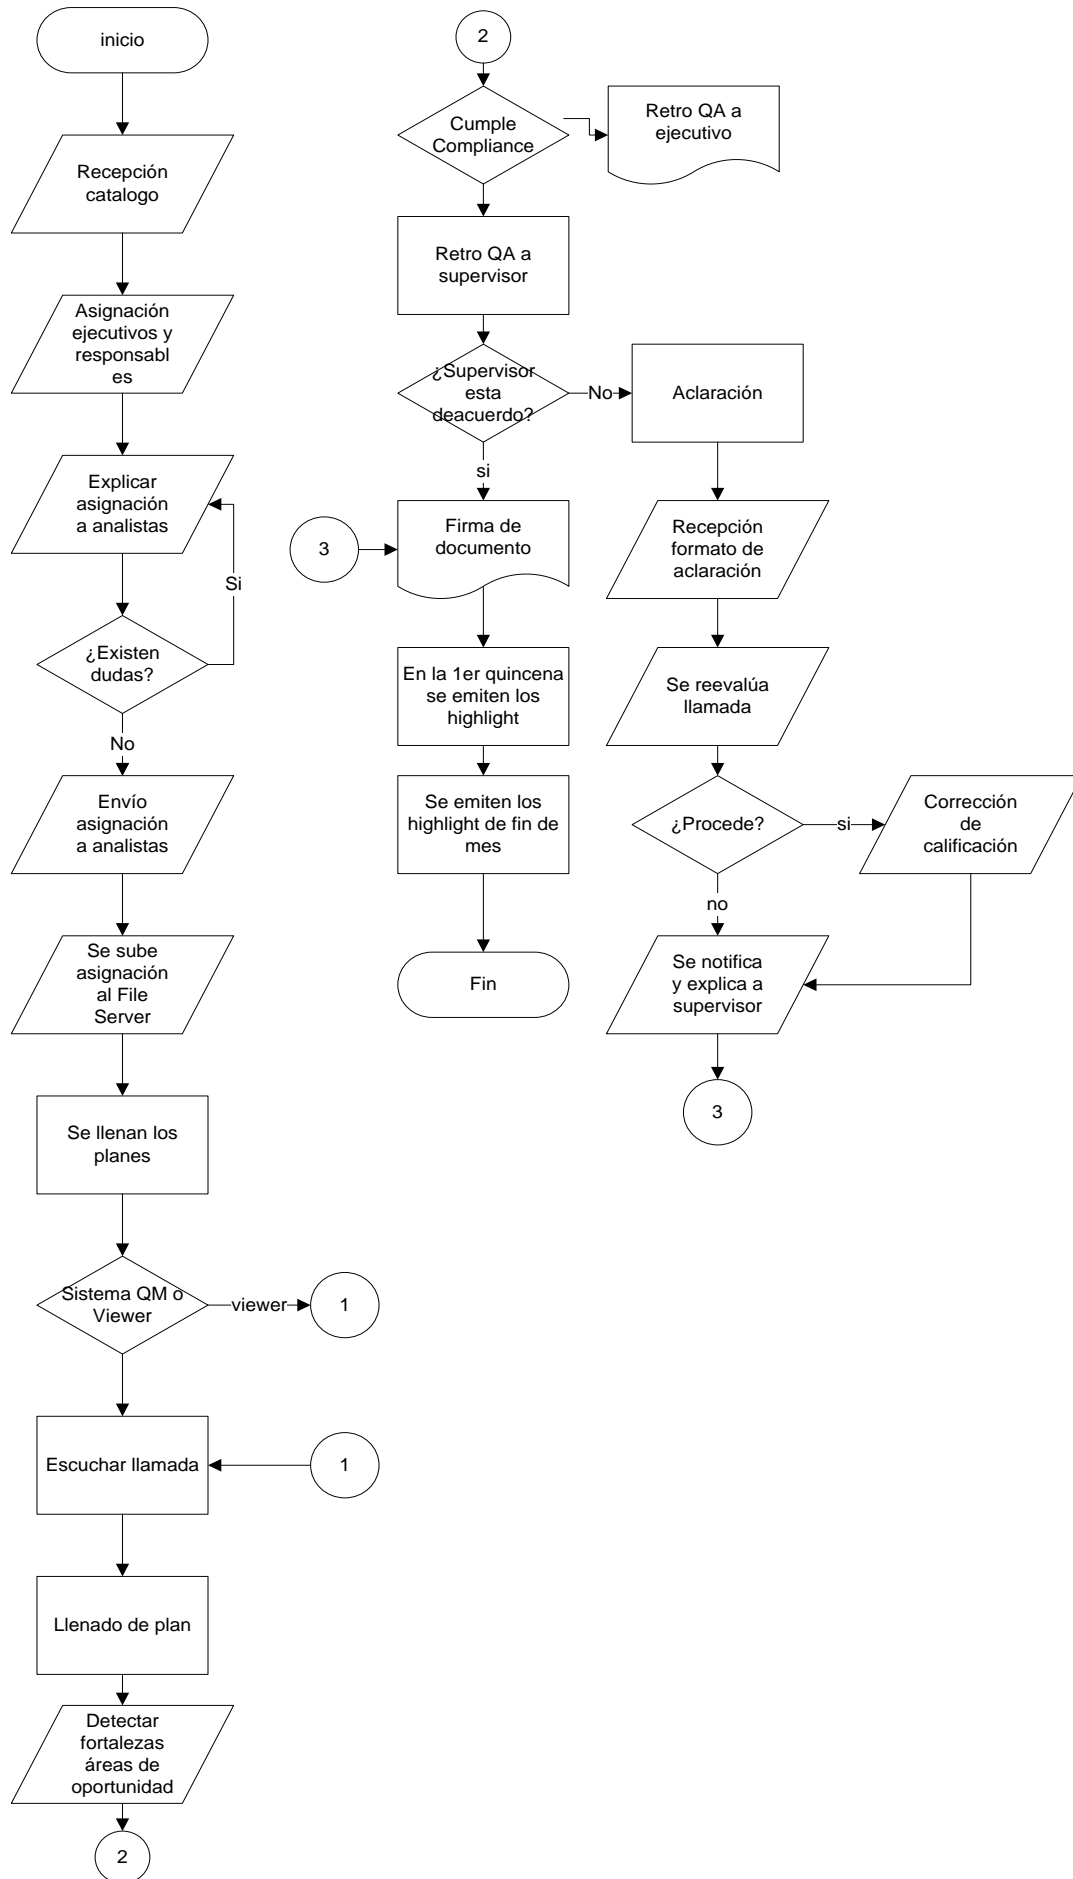 inicio
Recepción
catalogo
Asignación
ejecutivos y
responsabl
es
Explicar
asignación
a analistas
Si
¿Existen
dudas?
No
Envío
asignación
a analistas
Se sube
asignación
al File
Server
Se llenan los
planes
Sistema QM o
Viewer
viewer
1
Escuchar llamada
1
Llenado de plan
Detectar
fortalezas
áreas de
oportunidad
2
2
Cumple
Compliance
Retro QA a
ejecutivo
Retro QA a
supervisor
¿Supervisor
esta
deacuerdo?
No
Aclaración
si
3
Firma de
documento
En la 1er quincena
se emiten los
highlight
Se emiten los
highlight de fin de
mes
Fin
Recepción
formato de
aclaración
Se reevalúa
llamada
¿Procede?
si
Corrección
de
calificación
no
Se notifica
y explica a
supervisor
3